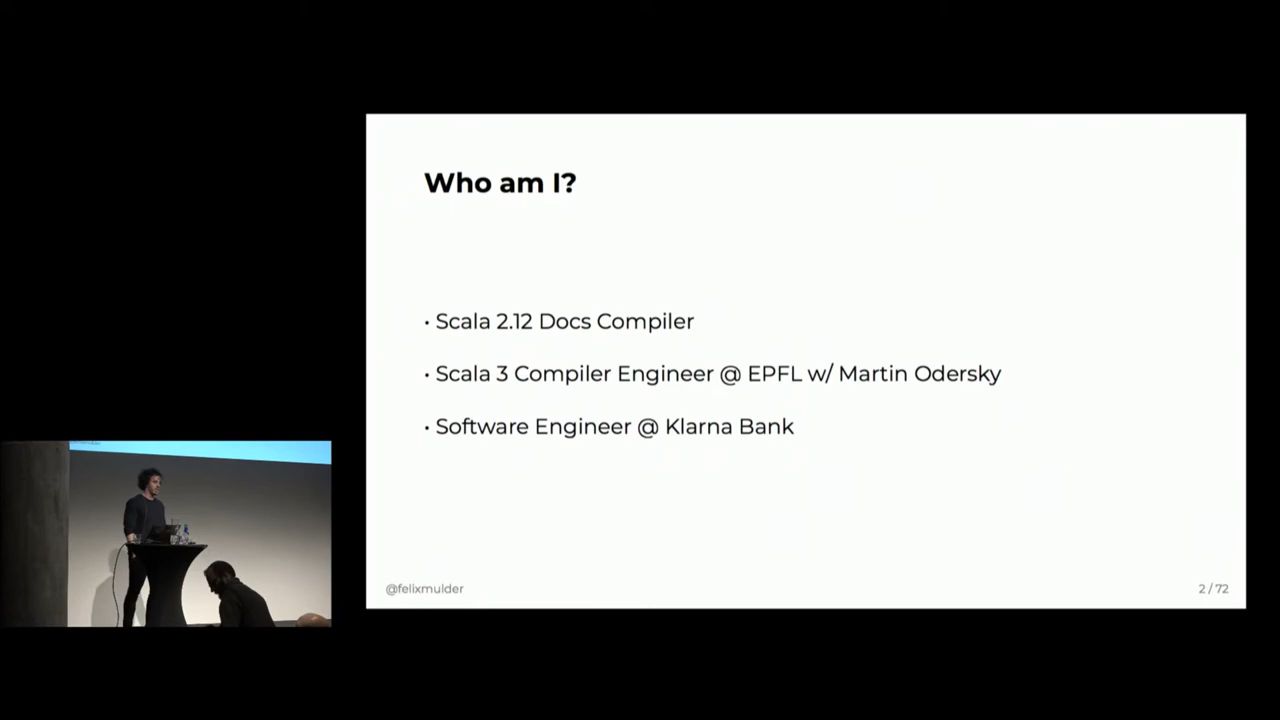 Who am I?
• Scala 2.12 Docs Compiler
• Scala 3 Compiler Engineer @ EPFL w/ Martin Odersky
• Software Engineer @ Klarna Bank
@felixmulder
2 / 72